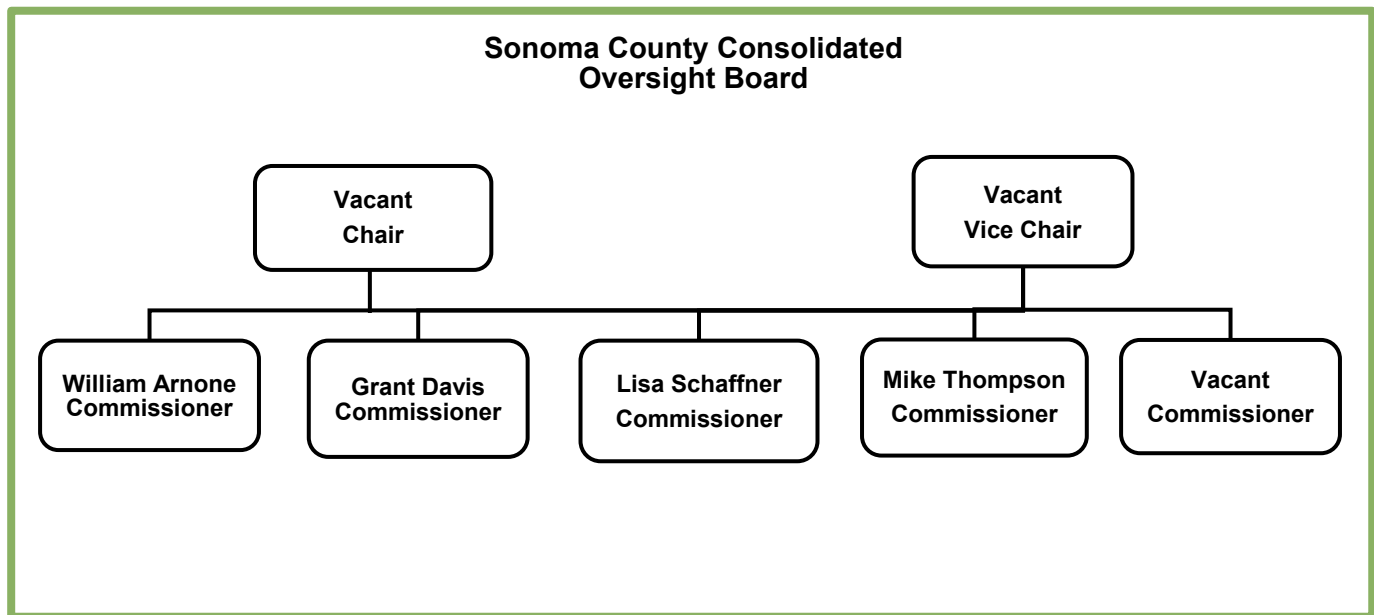 Sonoma County Consolidated
Oversight Board
Vacant
Chair
Vacant
Vice Chair
William Arnone
Commissioner
Grant Davis
Commissioner
Lisa Schaffner
Commissioner
Mike Thompson
Commissioner
Vacant
Commissioner